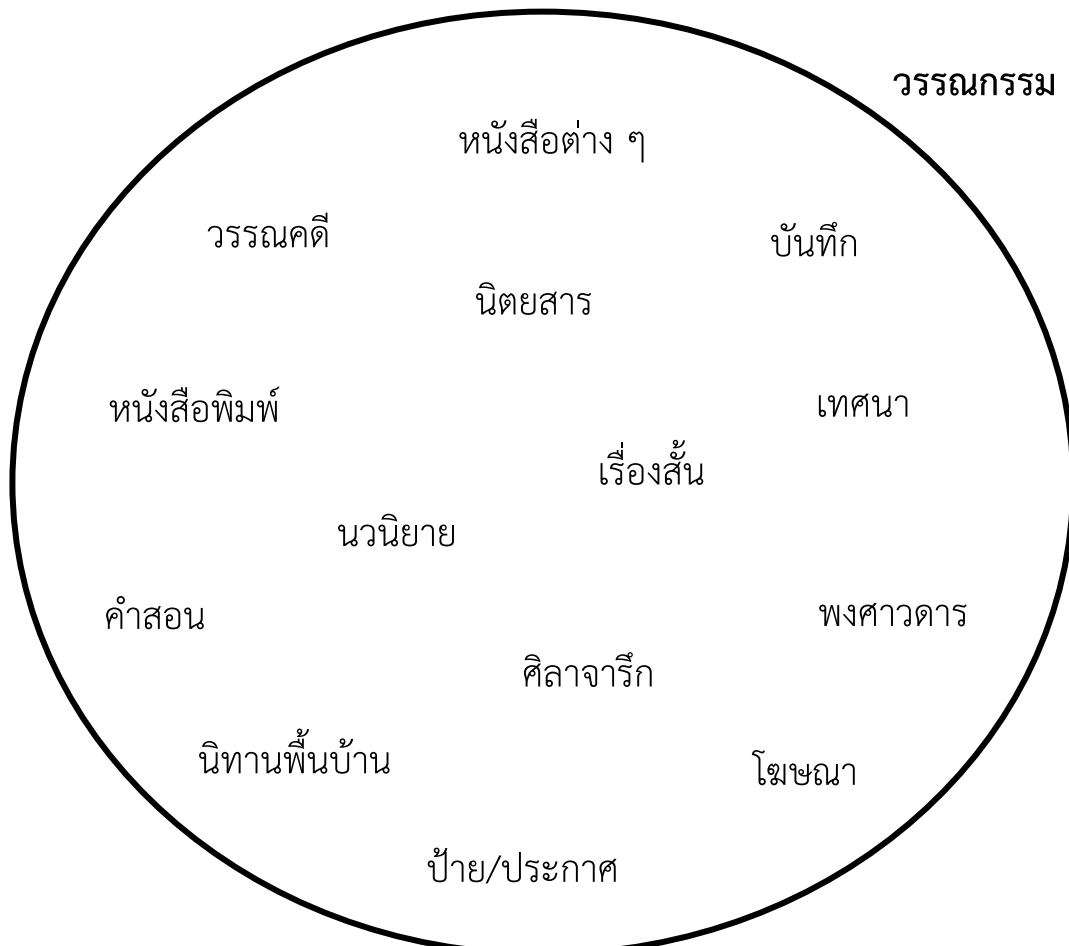 วรรณกรรม
หนังสือต่าง ๆ
วรรณคดี
บันทึก
นิตยสาร
หนังสือพิมพ์
เทศนา
เรื่องสั้น
นวนิยาย
คำสอน
พงศาวดาร
ศิลาจารึก
นิทานพื้นบ้าน
โฆษณา
ป้าย/ประกาศ